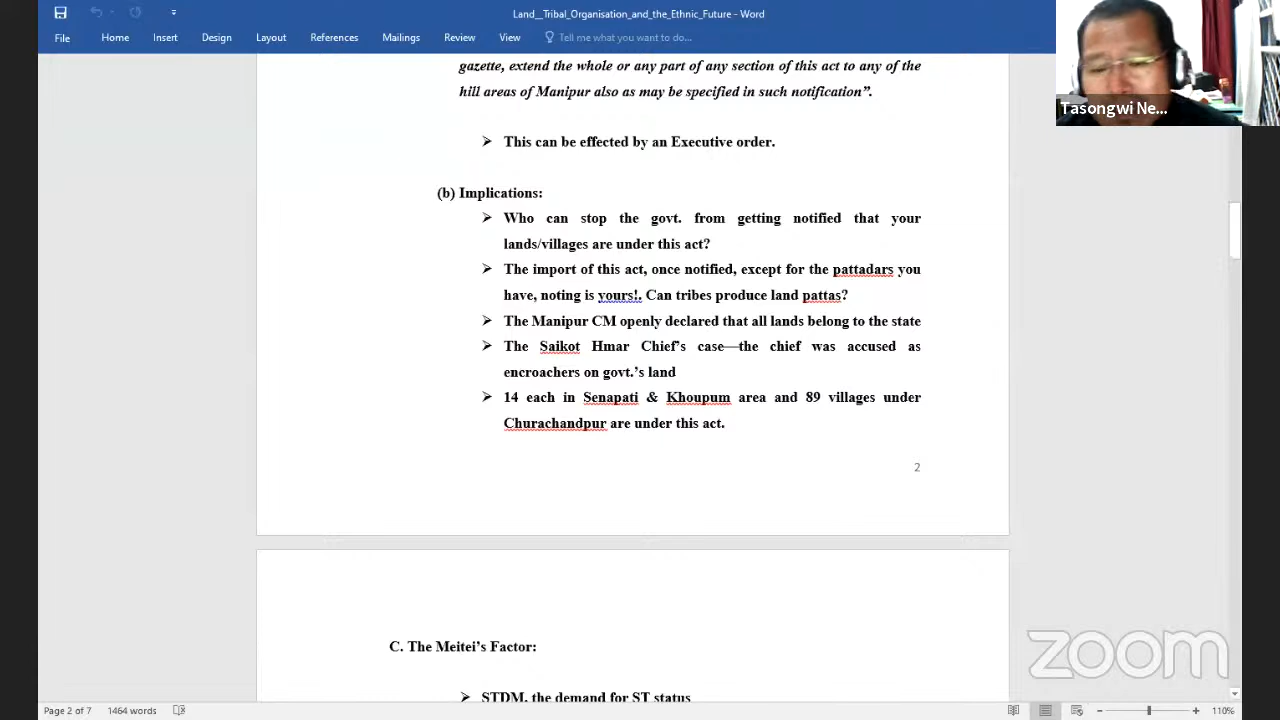 Land__Tribal_Organisation_and_the_Ethnic_Future - Word
File Home Insert Design Layout References Mailings Review View Tell me what you want to do...
Tasongwi Ne...
gazette, extend the whole or any part of any section of this act to any of the
hill areas of Manipur also as may be specified in such notification”.
➢ This can be effected by an Executive order.
(b) Implications:
➢ Who can stop the govt. from getting notified that your
lands/villages are under this act?
➢ The import of this act, once notified, except for the pattadars you
have, noting is yours!. Can tribes produce land pattas?
➢ The Manipur CM openly declared that all lands belong to the state
➢ The Saikot Hmar Chief’s case—the chief was accused as
encroachers on govt.’s land
➢ 14 each in Senapati & Khoupum area and 89 villages under
Churachandpur are under this act.
2
C. The Meitei’s Factor:
➢ STDM, the demand for ST status
zoom
Page 2 of 7 1464 words
110%